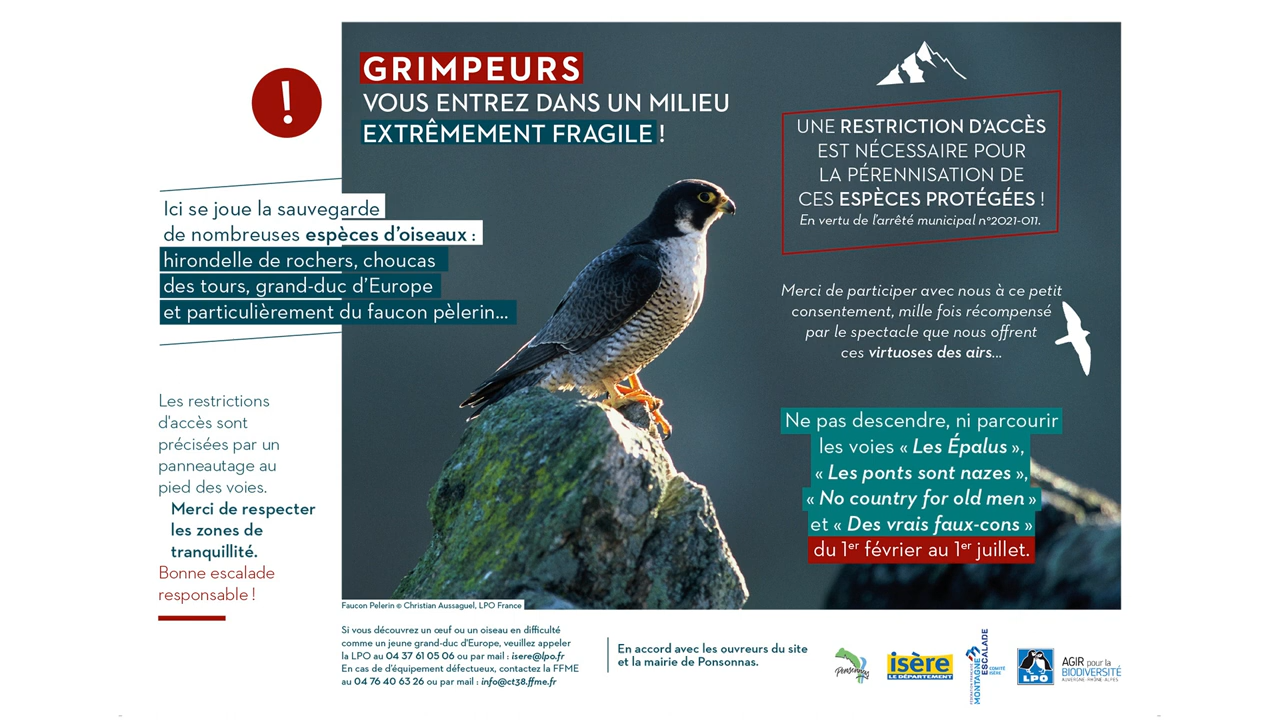 !
GRIMPEURS
VOUS ENTREZ DANS UN MILIEU
EXTRÊMEMENT FRAGILE !
UNE RESTRICTION D'ACCÈS
EST NÉCESSAIRE POUR
LA PÉRENNISATION DE
CES ESPÈCES PROTÉGÉES !
En vertu de l'arrêté municipal n°2021-011.
Ici se joue la sauvegarde
de nombreuses espèces d'oiseaux :
hirondelle de rochers, choucas
des tours, grand-duc d'Europe
et particulièrement du faucon pèlerin...
Merci de participer avec nous à ce petit
consentement, mille fois récompensé
par le spectacle que nous offrent
ces virtuoses des airs...
Les restrictions
d'accès sont
précisées par un
panneautage au
pied des voies.
Merci de respecter
les zones de
tranquillité.
Bonne escalade
responsable !
Ne pas descendre, ni parcourir
les voies « Les Épalus »,
« Les ponts sont nazes »,
« No country for old men »
et « Des vrais faux-cons »
du 1er février au 1er juillet.
Faucon Pelerin © Christian Aussaguel, LPO France
Si vous découvrez un œuf ou un oiseau en difficulté
comme un jeune grand-duc d'Europe, veuillez appeler
la LPO au 04 37 61 05 06 ou par mail : isere@lpo.fr
En cas de d'équipement défectueux, contactez la FFME
au 04 76 40 63 26 ou par mail : info@ct38.ffme.fr
En accord avec les ouvreurs du site
et la mairie de Ponsonnas.
Ponsonnas
isère
LE DÉPARTEMENT
FÉDÉRATION FRANÇAISE
MONTAGNE
ESCALADE
COMITÉ
ISÈRE
LPO
AGIR pour la
BIODIVERSITÉ
AUVERGNE-RHÔNE-ALPES